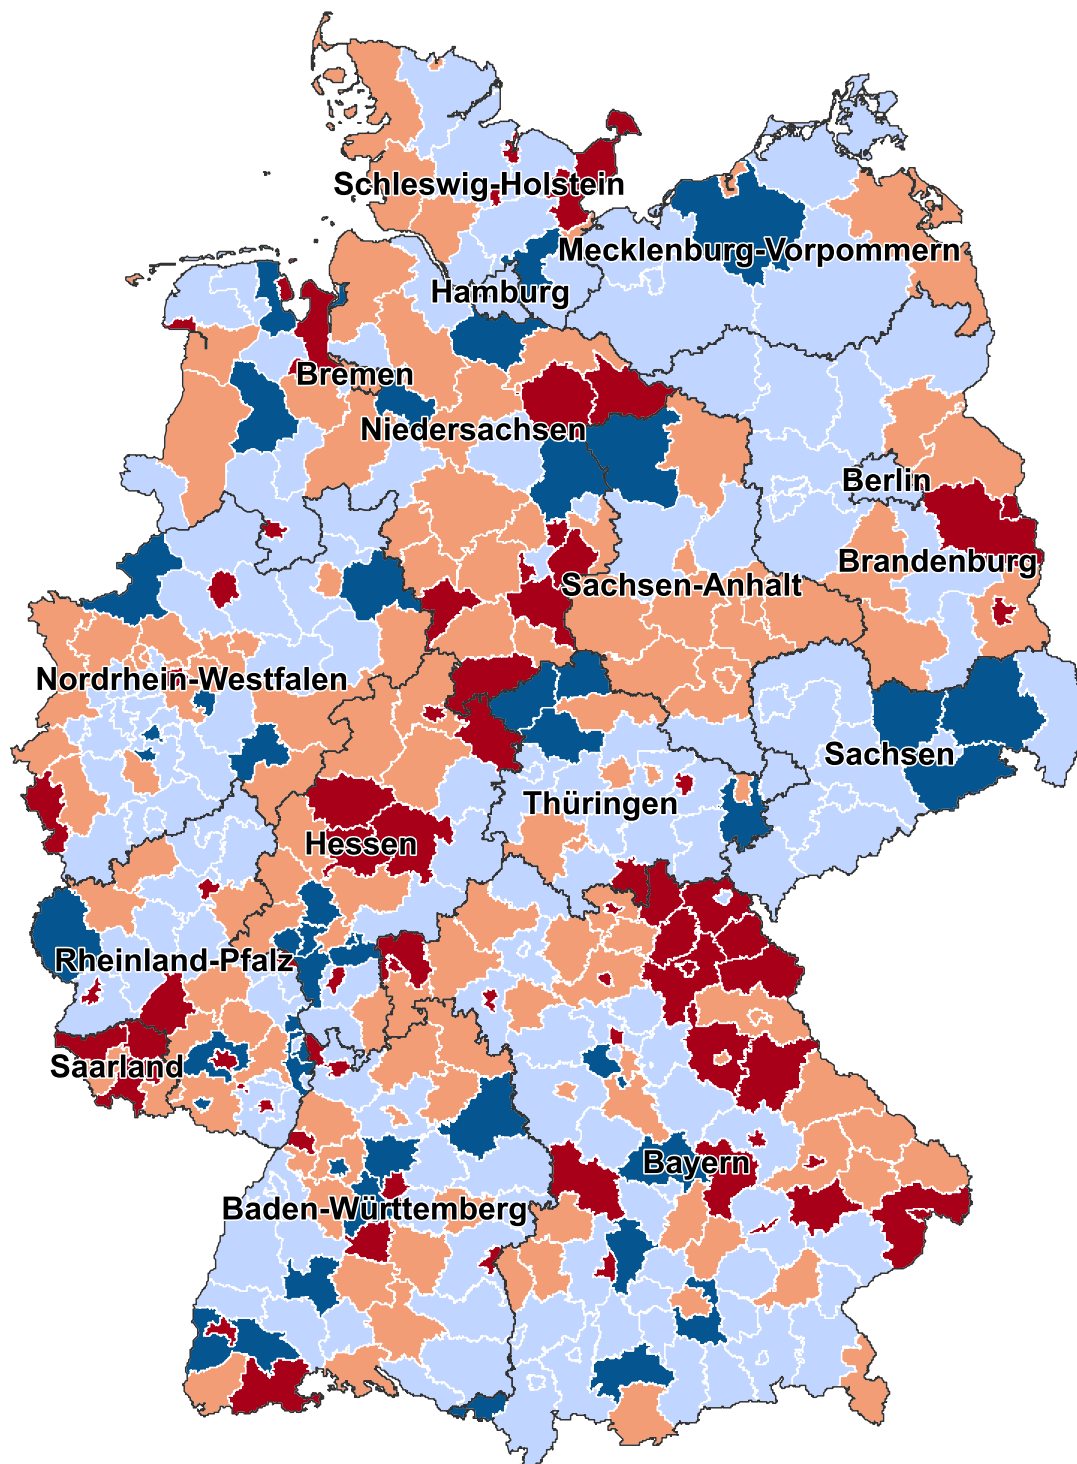 Schleswig-Holstein
Mecklenburg-Vorpommern
Hamburg
Bremen
Niedersachsen
Berlin
Brandenburg
Sachsen-Anhalt
Nordrhein-Westfalen
Sachsen
Thüringen
Hessen
Rheinland-Pfalz
Saarland
Bayern
Baden-Württemberg